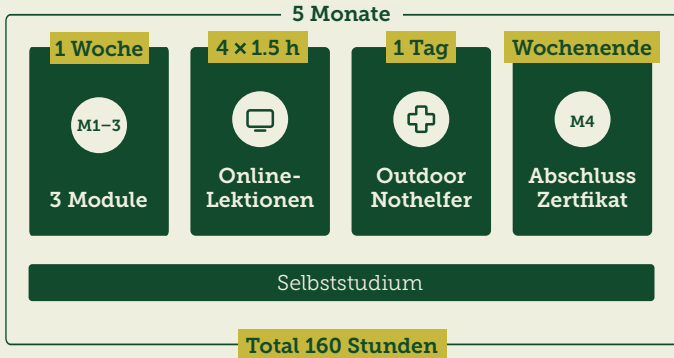 5 Monate
1 Woche
M1–3
3 Module
4 × 1.5 h
Online-
Lektionen
1 Tag
Outdoor
Nothelfer
Wochenende
M4
Abschluss
Zertfikat
Selbststudium
Total 160 Stunden